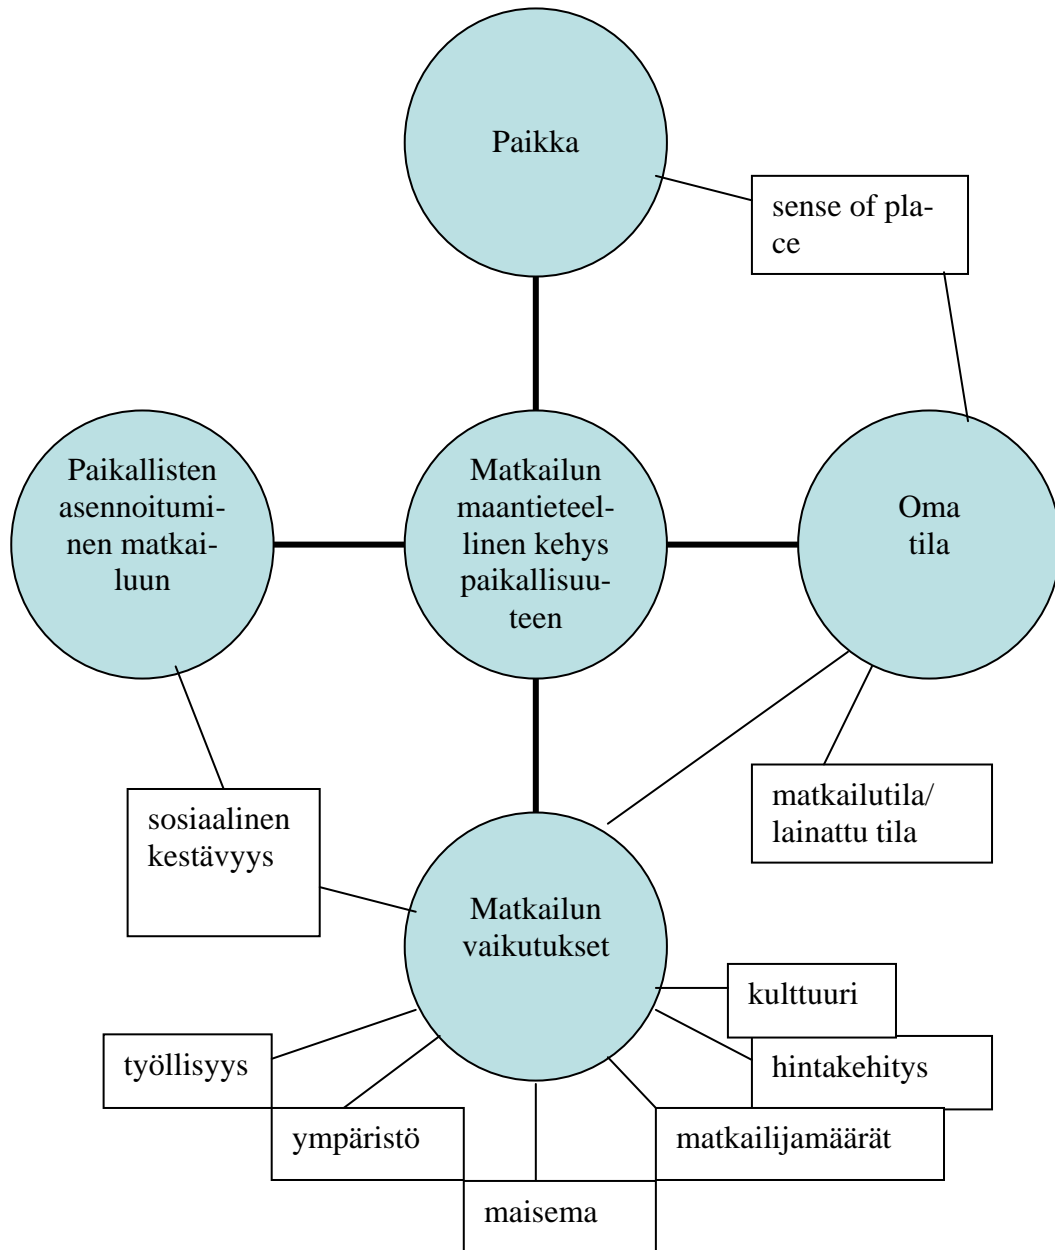 Paikka
sense of pla-
ce
Paikallisten
asennoitumi-
nen matkai-
luun
Matkailun
maantieteel-
linen kehys
paikallisuu-
teen
Oma
tila
matkailutila/
lainattu tila
sosiaalinen
kestävyys
Matkailun
vaikutukset
kulttuuri
työllisyys
hintakehitys
ympäristö
matkailijamäärät
maisema